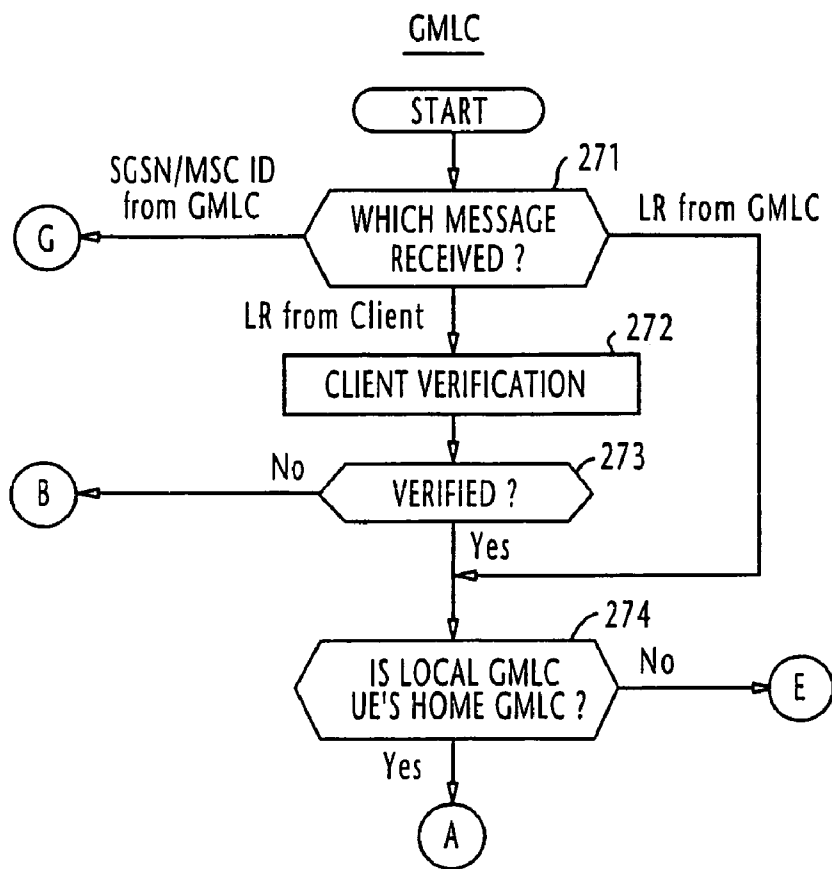 GMLC
START
271
SGSN/MSC ID
from GMLC
WHICH MESSAGE
RECEIVED ?
LR from GMLC
G
LR from Client
272
CLIENT VERIFICATION
273
No
VERIFIED ?
B
Yes
274
IS LOCAL GMLC
UE'S HOME GMLC ?
No
E
Yes
A